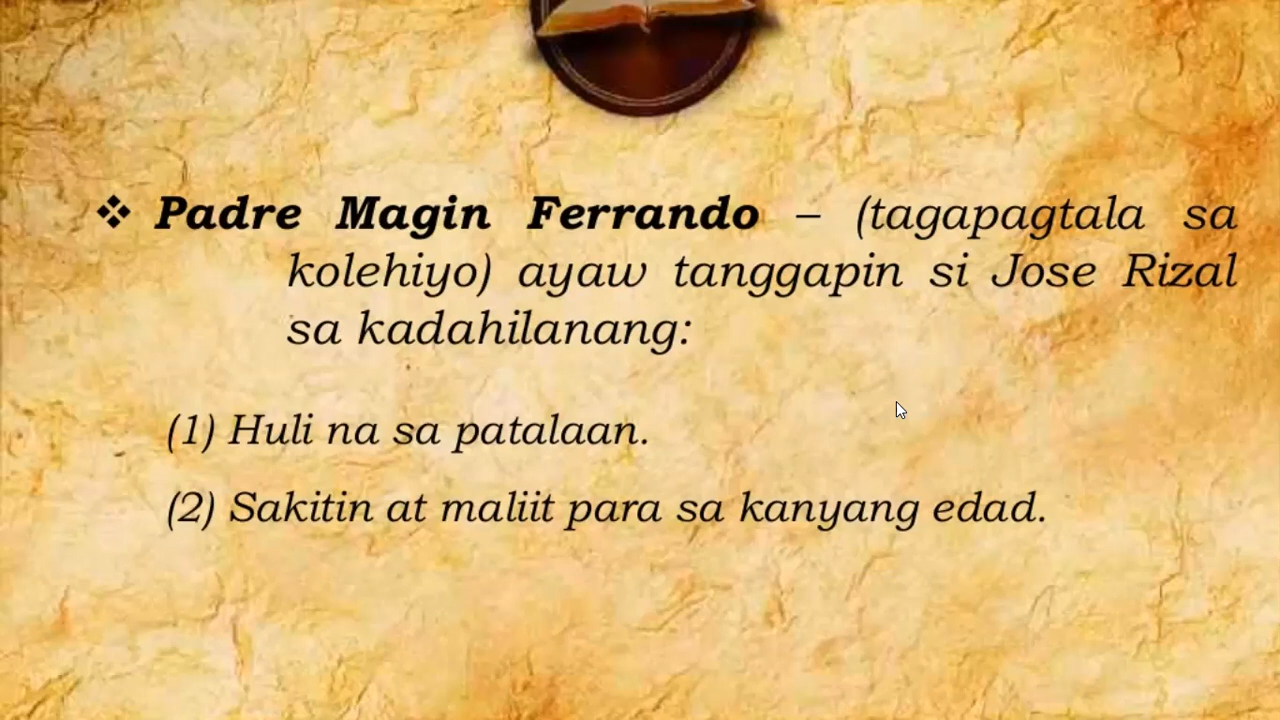 ❖ Padre Magin Ferrando – (tagapagtala sa
kolehiyo) ayaw tanggapin si Jose Rizal
sa kadahilanang:
(1) Huli na sa patalaan.
(2) Sakitin at maliit para sa kanyang edad.